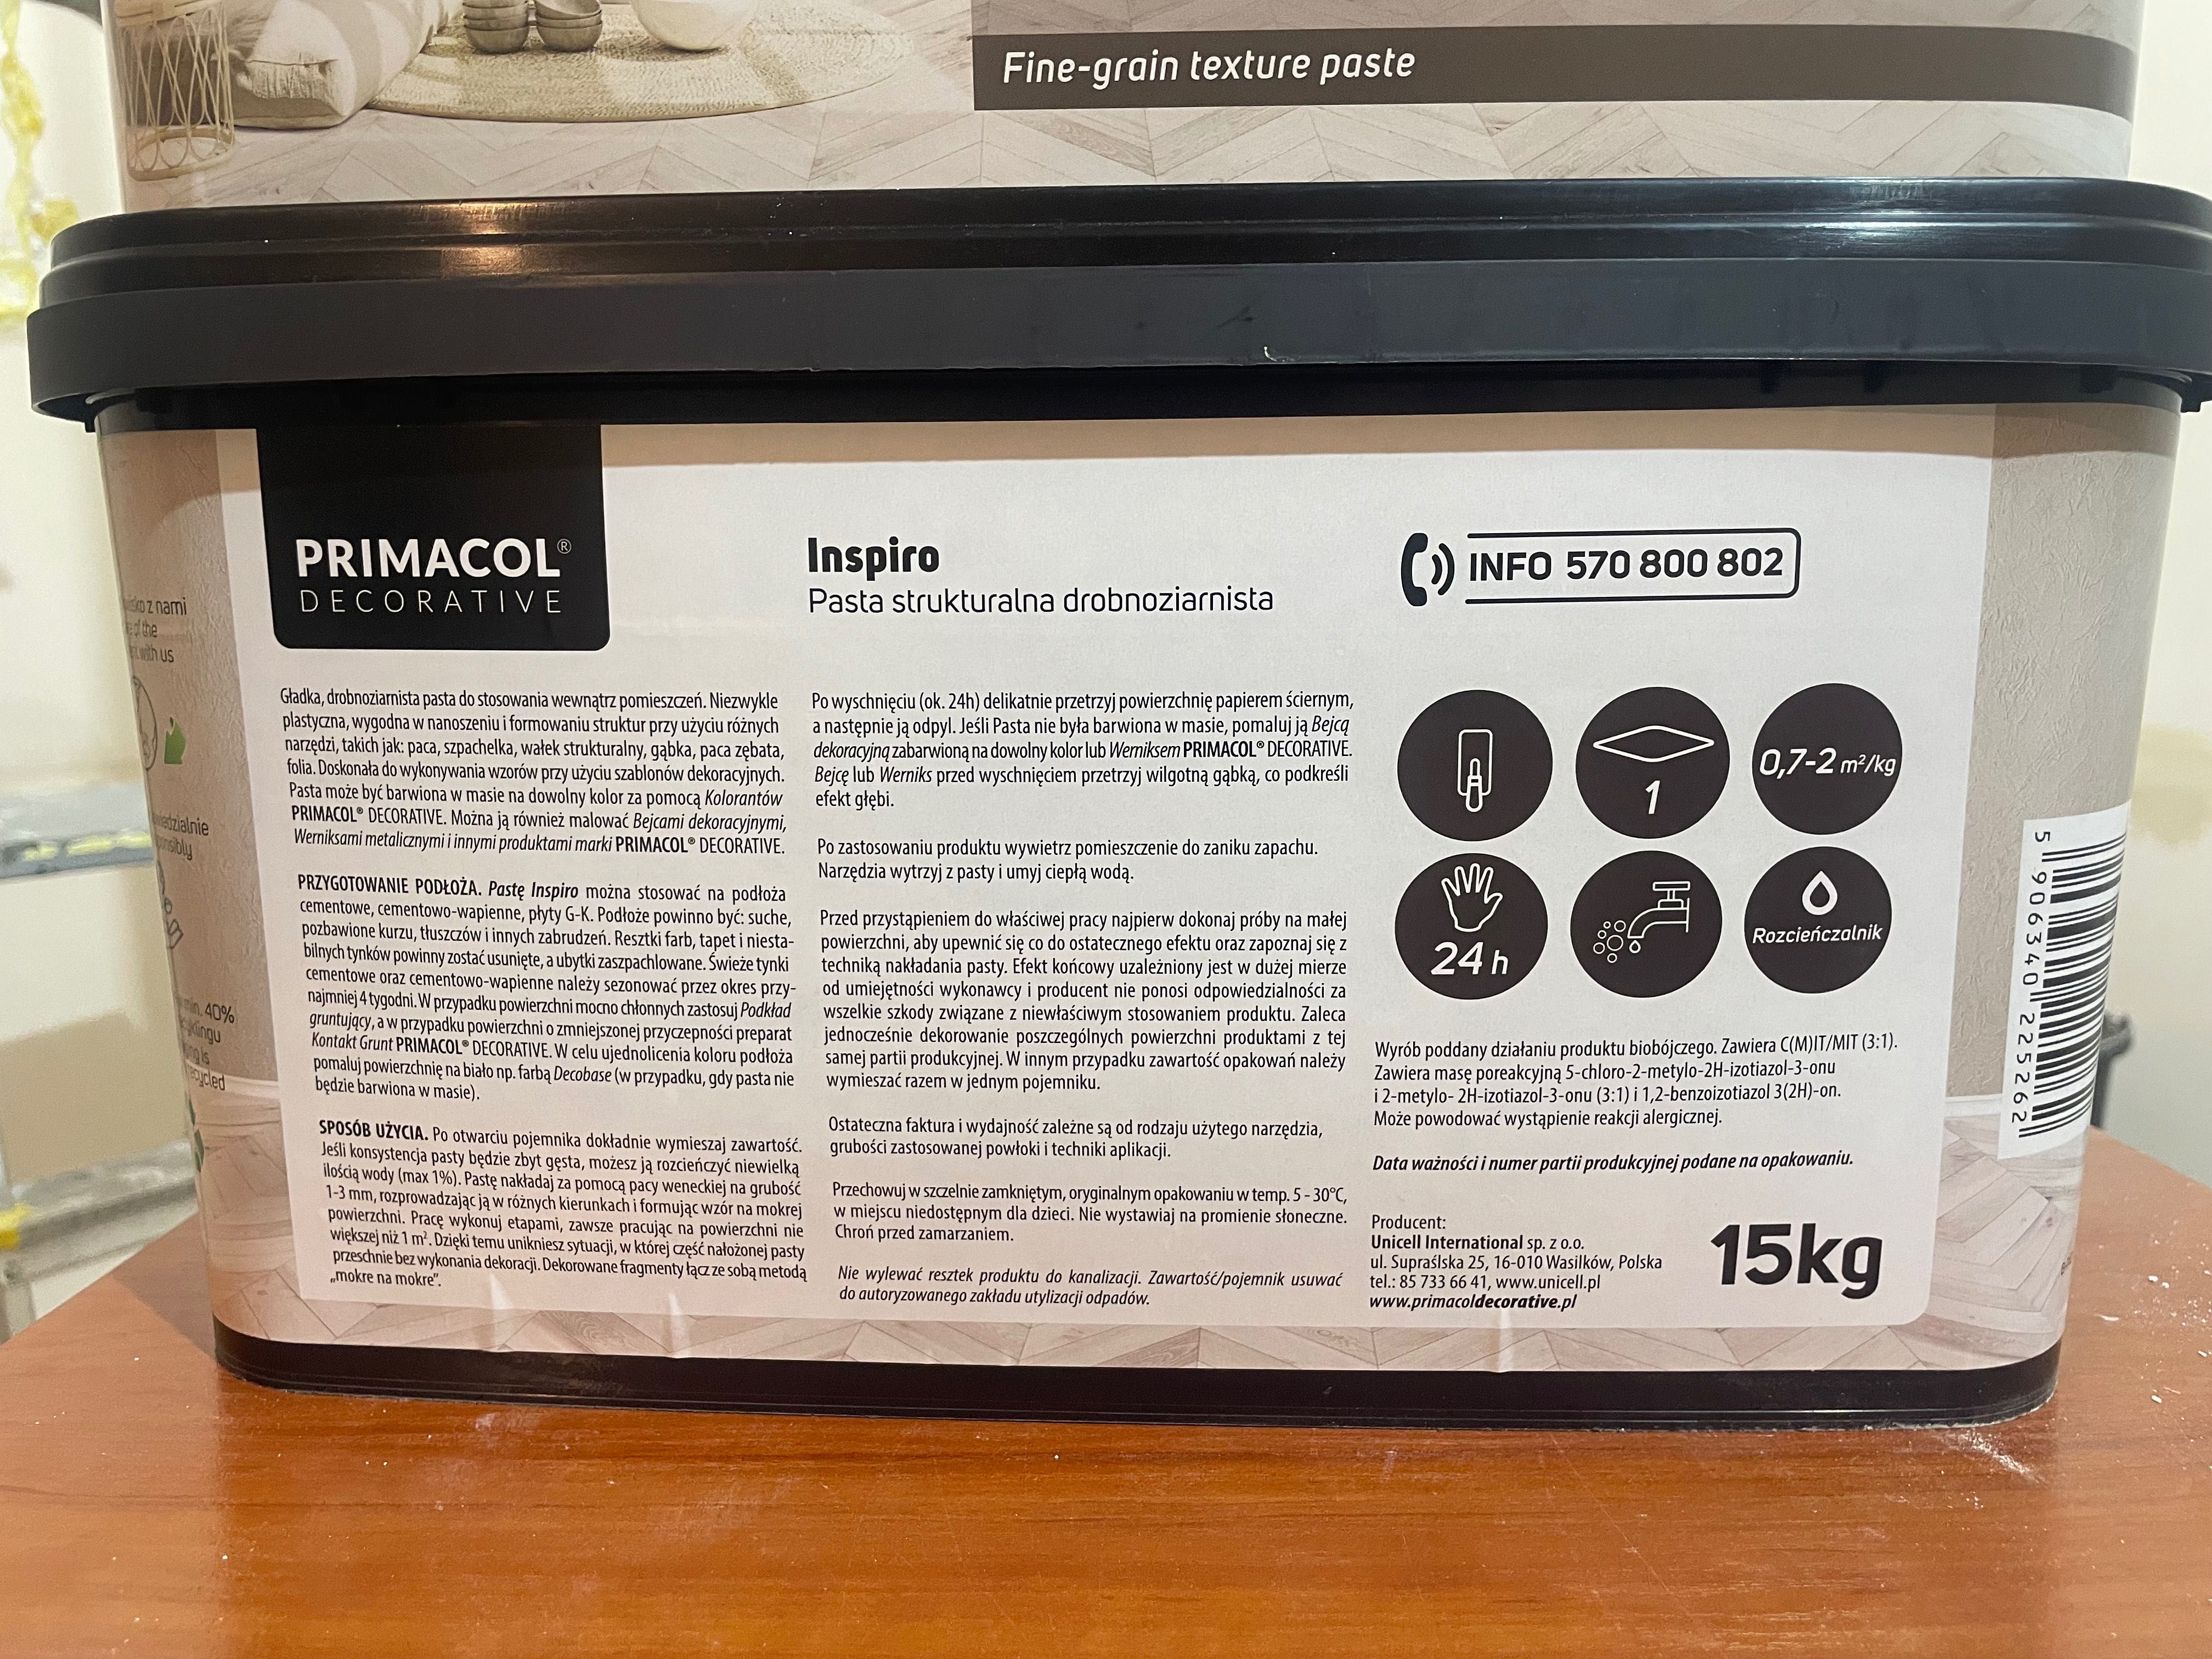 Fine-grain texture paste
PRIMACOL®
DECORATIVE
Inspiro
Pasta strukturalna drobnoziarnista
INFO 570 800 802
Gładka, drobnoziarnista pasta do stosowania wewnątrz pomieszczeń. Niezwykle
plastyczna, wygodna w nanoszeniu i formowaniu struktur przy użyciu różnych
narzędzi, takich jak: paca, szpachelka, wałek strukturalny, gąbka, paca zębata,
folia. Doskonała do wykonywania wzorów przy użyciu szablonów dekoracyjnych.
Pasta może być barwiona w masie na dowolny kolor za pomocą Kolorantów
PRIMACOL® DECORATIVE. Można ją również malować Bejcami dekoracyjnymi,
Werniksami metalicznymi i innymi produktami marki PRIMACOL® DECORATIVE.
PRZYGOTOWANIE PODŁOŻA. Pastę Inspiro można stosować na podłoża
cementowe, cementowo-wapienne, płyty G-K. Podłoże powinno być: suche,
pozbawione kurzu, tłuszczów i innych zabrudzeń. Resztki farb, tapet i niesta-
bilnych tynków powinny zostać usunięte, a ubytki zaszpachlowane. Świeże tynki
cementowe oraz cementowo-wapienne należy sezonować przez okres przy-
najmniej 4 tygodni. W przypadku powierzchni mocno chłonnych zastosuj Podkład
gruntujący, a w przypadku powierzchni o zmniejszonej przyczepności preparat
Kontakt Grunt PRIMACOL® DECORATIVE. W celu ujednolicenia koloru podłoża
pomaluj powierzchnię na biało np. farbą Decobase (w przypadku, gdy pasta nie
będzie barwiona w masie).
SPOSÓB UŻYCIA. Po otwarciu pojemnika dokładnie wymieszaj zawartość.
Jeśli konsystencja pasty będzie zbyt gęsta, możesz ją rozcieńczyć niewielką
ilością wody (max 1%). Pastę nakładaj za pomocą pacy weneckiej na grubość
1-3 mm, rozprowadzając ją w różnych kierunkach i formując wzór na mokrej
powierzchni. Pracę wykonuj etapami, zawsze pracując na powierzchni nie
większej niż 1 m². Dzięki temu unikniesz sytuacji, w której część nałożonej pasty
przeschnie bez wykonania dekoracji. Dekorowane fragmenty łącz ze sobą metodą
„mokre na mokre”.
Po wyschnięciu (ok. 24h) delikatnie przetrzyj powierzchnię papierem ściernym,
a następnie ją odpyl. Jeśli Pasta nie była barwiona w masie, pomaluj ją Bejcą
dekoracyjną zabarwioną na dowolny kolor lub Werniksem PRIMACOL® DECORATIVE.
Bejcę lub Werniks przed wyschnięciem przetrzyj wilgotną gąbką, co podkreśli
efekt głębi.
Po zastosowaniu produktu wywietrz pomieszczenie do zaniku zapachu.
Narzędzia wytrzyj z pasty i umyj ciepłą wodą.
Przed przystąpieniem do właściwej pracy najpierw dokonaj próby na małej
powierzchni, aby upewnić się co do ostatecznego efektu oraz zapoznaj się z
techniką nakładania pasty. Efekt końcowy uzależniony jest w dużej mierze
od umiejętności wykonawcy i producent nie ponosi odpowiedzialności za
wszelkie szkody związane z niewłaściwym stosowaniem produktu. Zaleca
jednocześnie dekorowanie poszczególnych powierzchni produktami z tej
samej partii produkcyjnej. W innym przypadku zawartość opakowań należy
wymieszać razem w jednym pojemniku.
Ostateczna faktura i wydajność zależne są od rodzaju użytego narzędzia,
grubości zastosowanej powłoki i techniki aplikacji.
Przechowuj w szczelnie zamkniętym, oryginalnym opakowaniu w temp. 5 - 30°C,
w miejscu niedostępnym dla dzieci. Nie wystawiaj na promienie słoneczne.
Chroń przed zamarzaniem.
Nie wylewać resztek produktu do kanalizacji. Zawartość/pojemnik usuwać
do autoryzowanego zakładu utylizacji odpadów.
1
0,7-2 m²/kg
24 h
Rozcieńczalnik
Wyrób poddany działaniu produktu biobójczego. Zawiera C(M)IT/MIT (3:1).
Zawiera masę poreakcyjną 5-chloro-2-metylo-2H-izotiazol-3-onu
i 2-metylo- 2H-izotiazol-3-onu (3:1) i 1,2-benzoizotiazol 3(2H)-on.
Może powodować wystąpienie reakcji alergicznej.
Data ważności i numer partii produkcyjnej podane na opakowaniu.
Producent:
Unicell International sp. z o.o.
ul. Supraślska 25, 16-010 Wasilków, Polska
tel.: 85 733 66 41, www.unicell.pl
www.primacoldecorative.pl
15kg
z nami
of the
with us
min. 40%
5 906340 225262